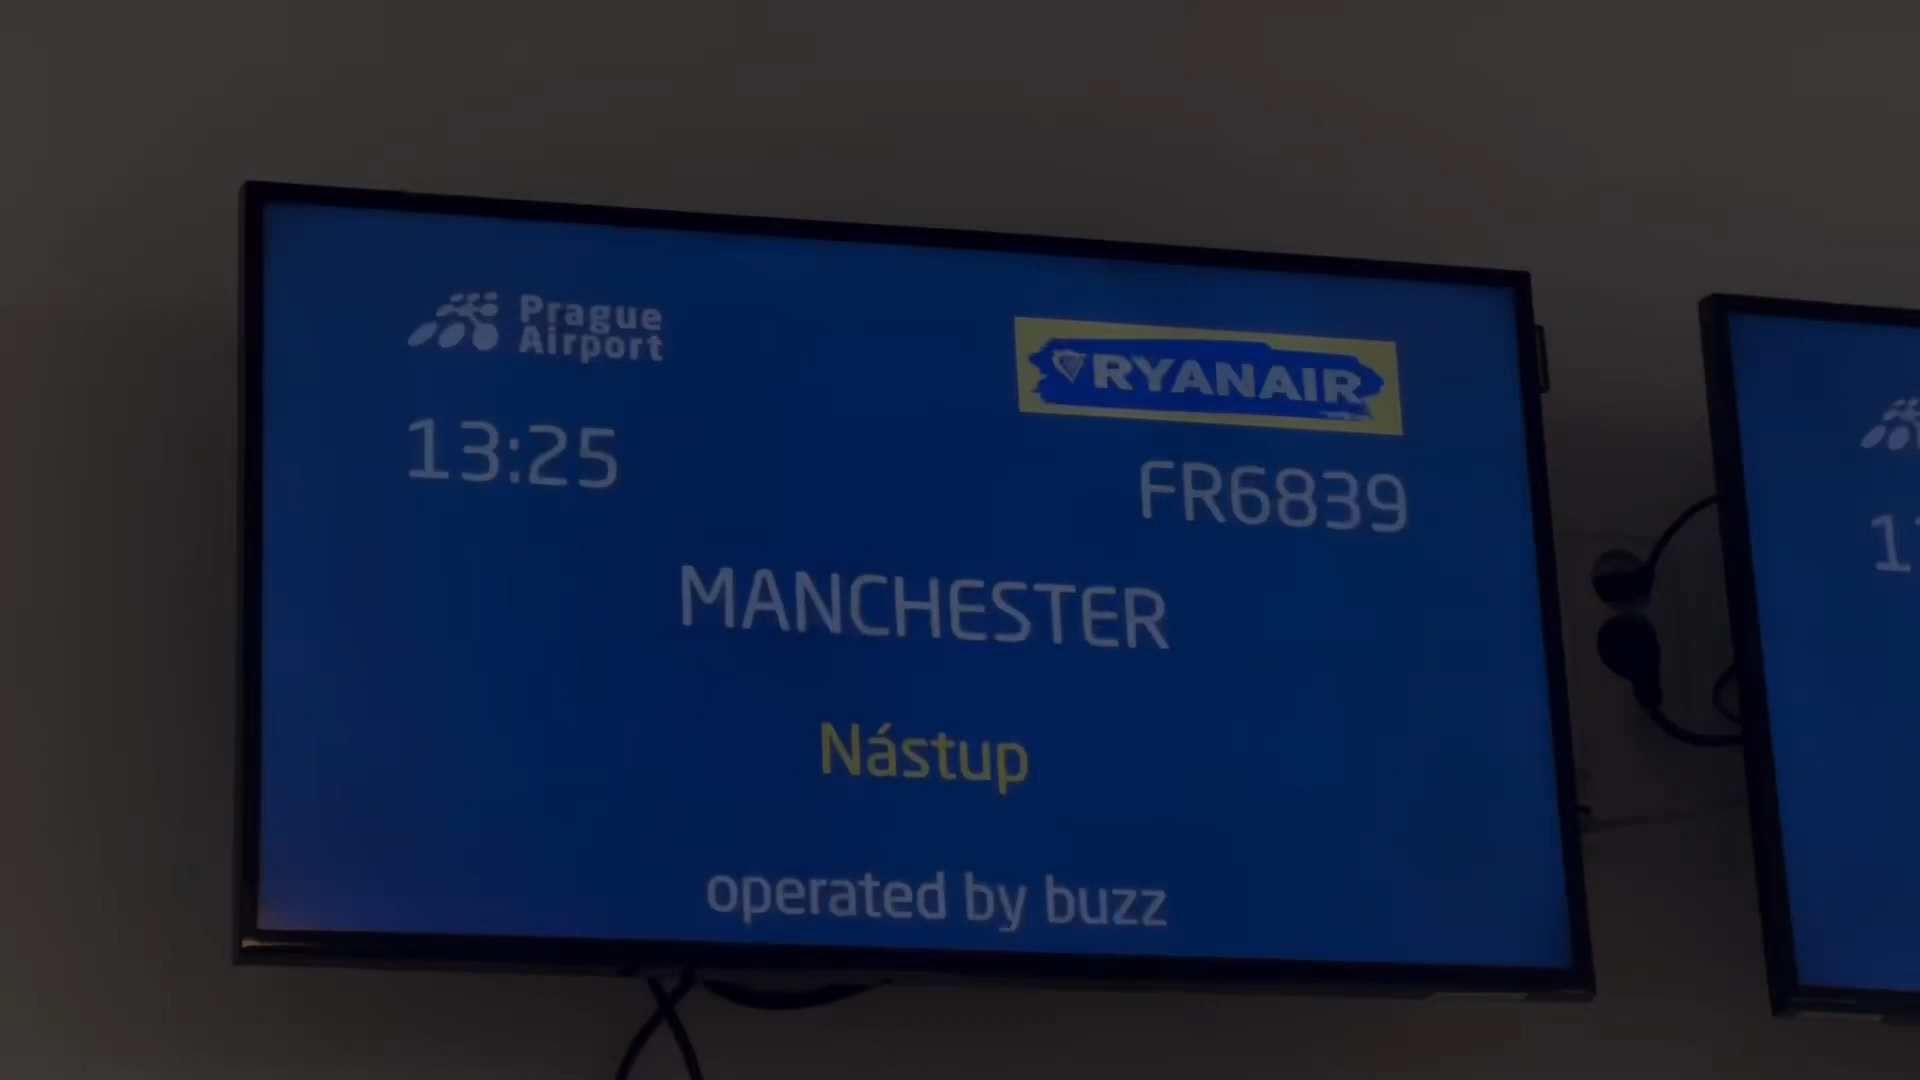 Prague
Airport
RYANAIR
13:25
FR6839
MANCHESTER
Nástup
operated by buzz